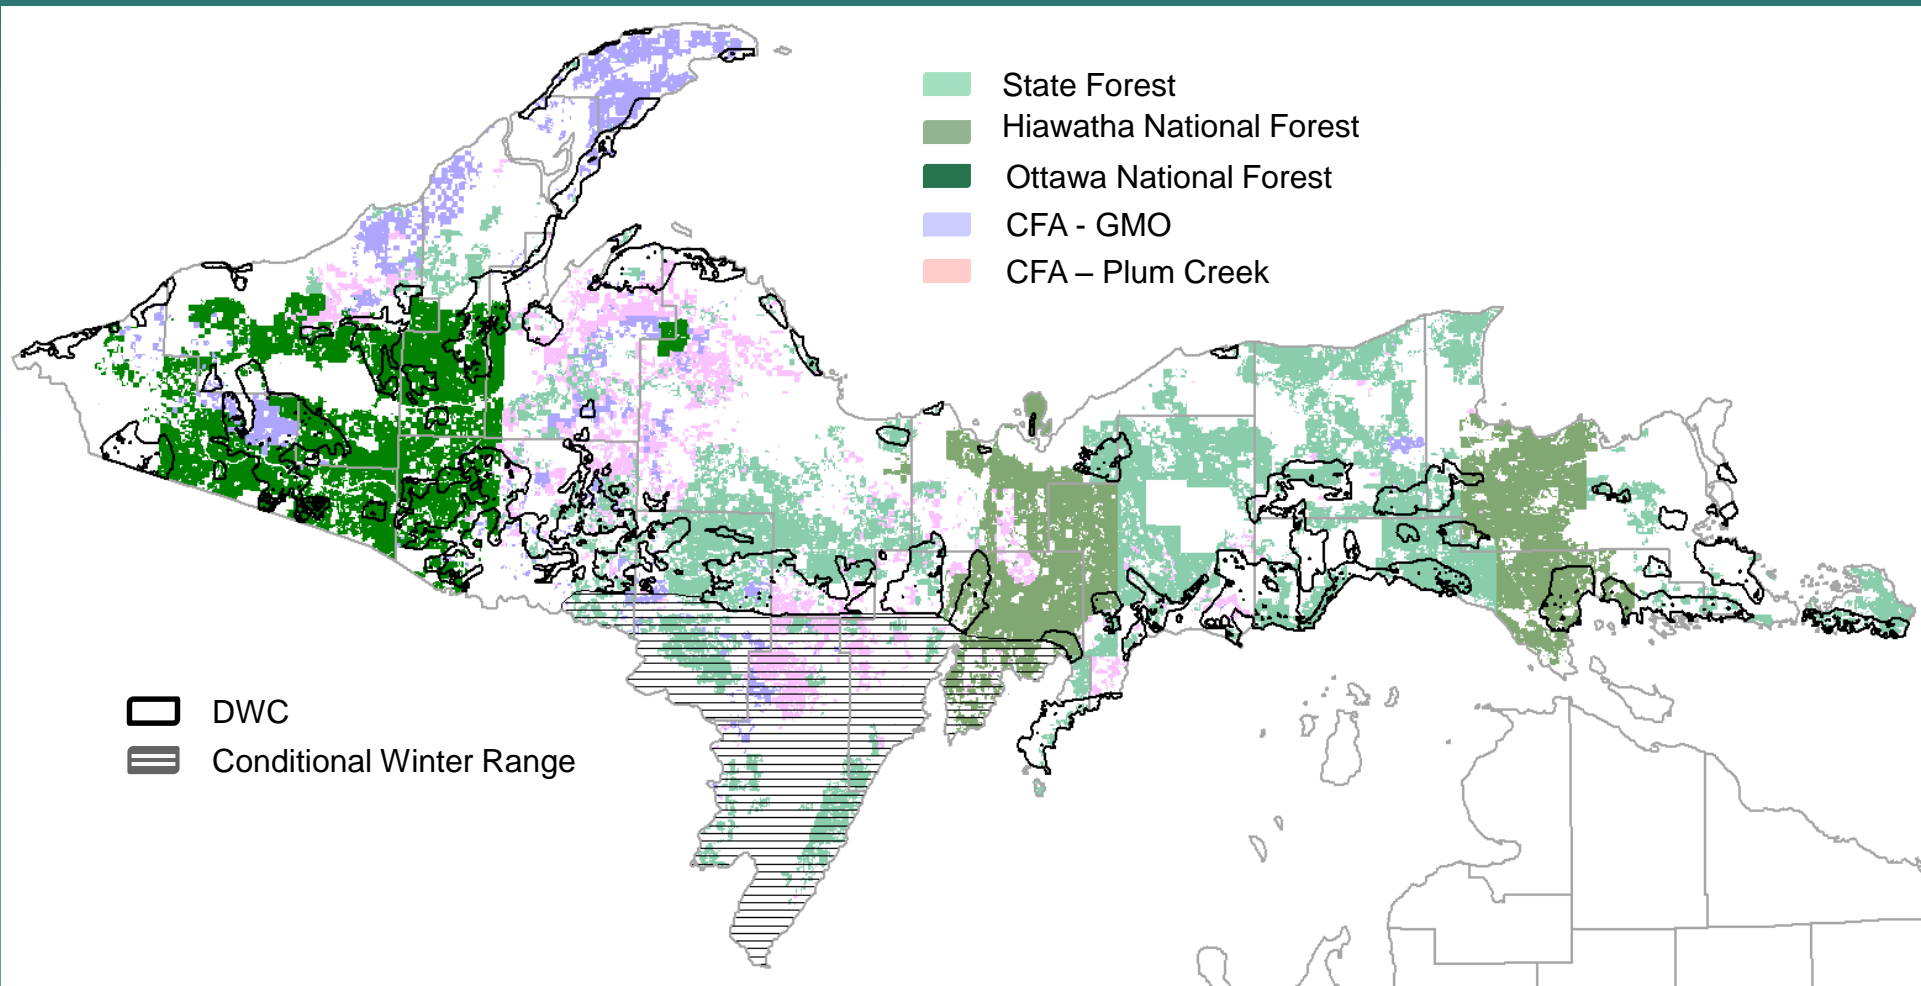 State Forest
Hiawatha National Forest
Ottawa National Forest
CFA - GMO
CFA – Plum Creek
DWC
Conditional Winter Range